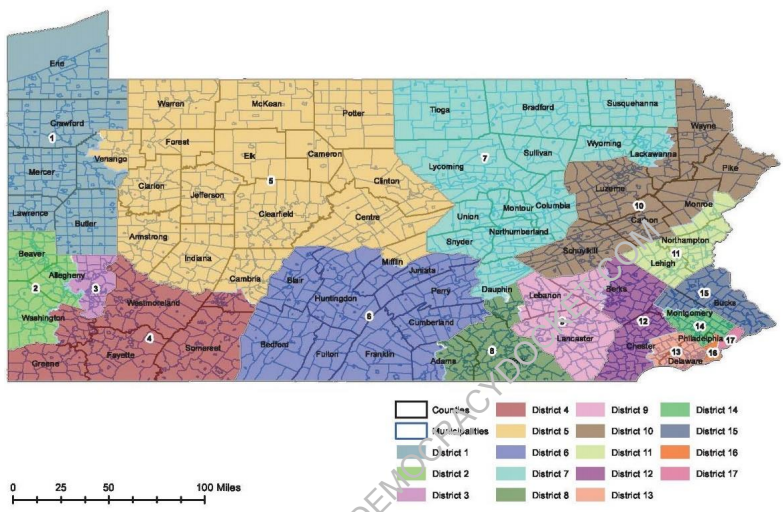 Erie
Warren
McKean
Potter
Tioga
Bradford
Susquehanna
Wayne
Crawford
1
Forest
Elk
Cameron
Wyoming
Lackawanna
Venango
Sullivan
7
Pike
Mercer
Clarion
Jefferson
5
Clinton
Lycoming
Luzerne
10
Monroe
Lawrence
Butler
Clearfield
Centre
Union
Montour
Columbia
Carbon
Armstrong
Snyder
Northumberland
Northampton
Beaver
Indiana
Mifflin
Schuylkill
11
Lehigh
Allegheny
2
3
Cambria
Blair
Juniata
Perry
Dauphin
Lebanon
Berks
15
Bucks
Westmoreland
Huntingdon
Washington
Cumberland
Montgomery
14
4
6
12
Philadelphia
17
Bedford
Fulton
Franklin
Adams
8
Lancaster
Chester
13
16
Delaware
Greene
Fayette
Somerset
Counties
Municipalities
District 1
District 2
District 3
District 4
District 5
District 6
District 7
District 8
District 9
District 10
District 11
District 12
District 13
District 14
District 15
District 16
District 17
0 25 50 100 Miles